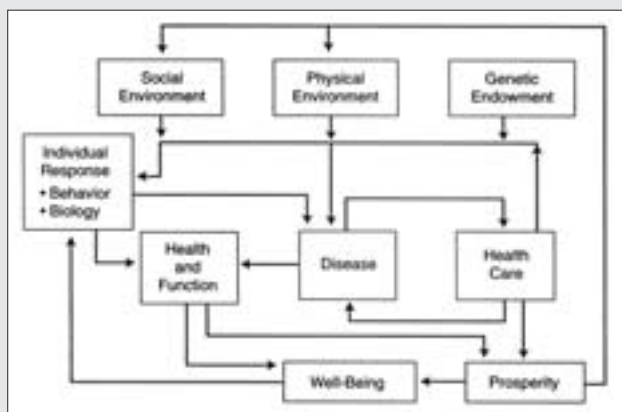 Social
Environment
Physical
Environment
Genetic
Endowment
Individual
Response
+ Behavior
+ Biology
Health
and
Function
Disease
Health
Care
Well-Being
Prosperity